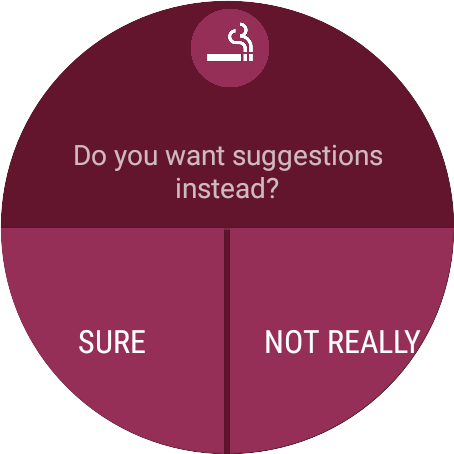 Do you want suggestions
instead?
SURE
NOT REALLY